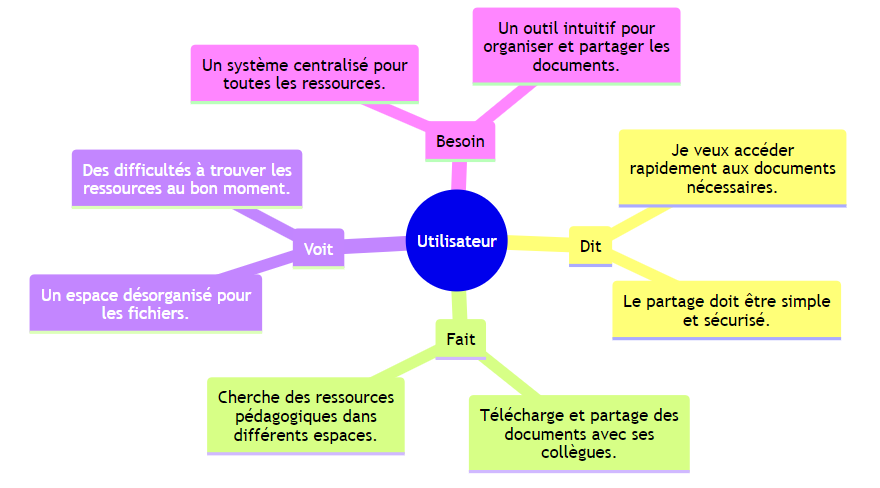 Un outil intuitif pour
organiser et partager les
documents.
Un système centralisé pour
toutes les ressources.
Besoin
Je veux accéder
rapidement aux documents
nécessaires.
Des difficultés à trouver les
ressources au bon moment.
Utilisateur
Dit
Voit
Un espace désorganisé pour
les fichiers.
Le partage doit être simple
et sécurisé.
Fait
Cherche des ressources
pédagogiques dans
différents espaces.
Télécharge et partage des
documents avec ses
collègues.